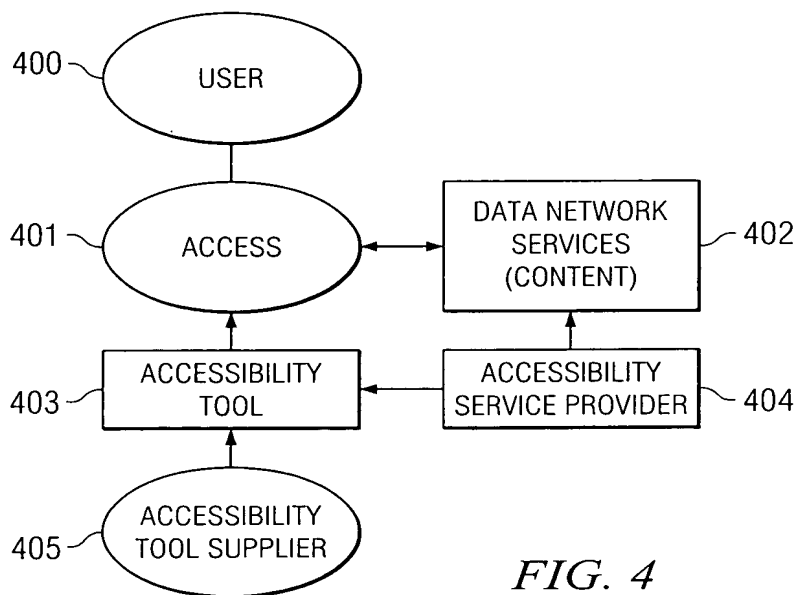 400
USER
401
ACCESS
DATA NETWORK
SERVICES
(CONTENT)
402
403
ACCESSIBILITY
TOOL
ACCESSIBILITY
SERVICE PROVIDER
404
405
ACCESSIBILITY
TOOL SUPPLIER
FIG. 4